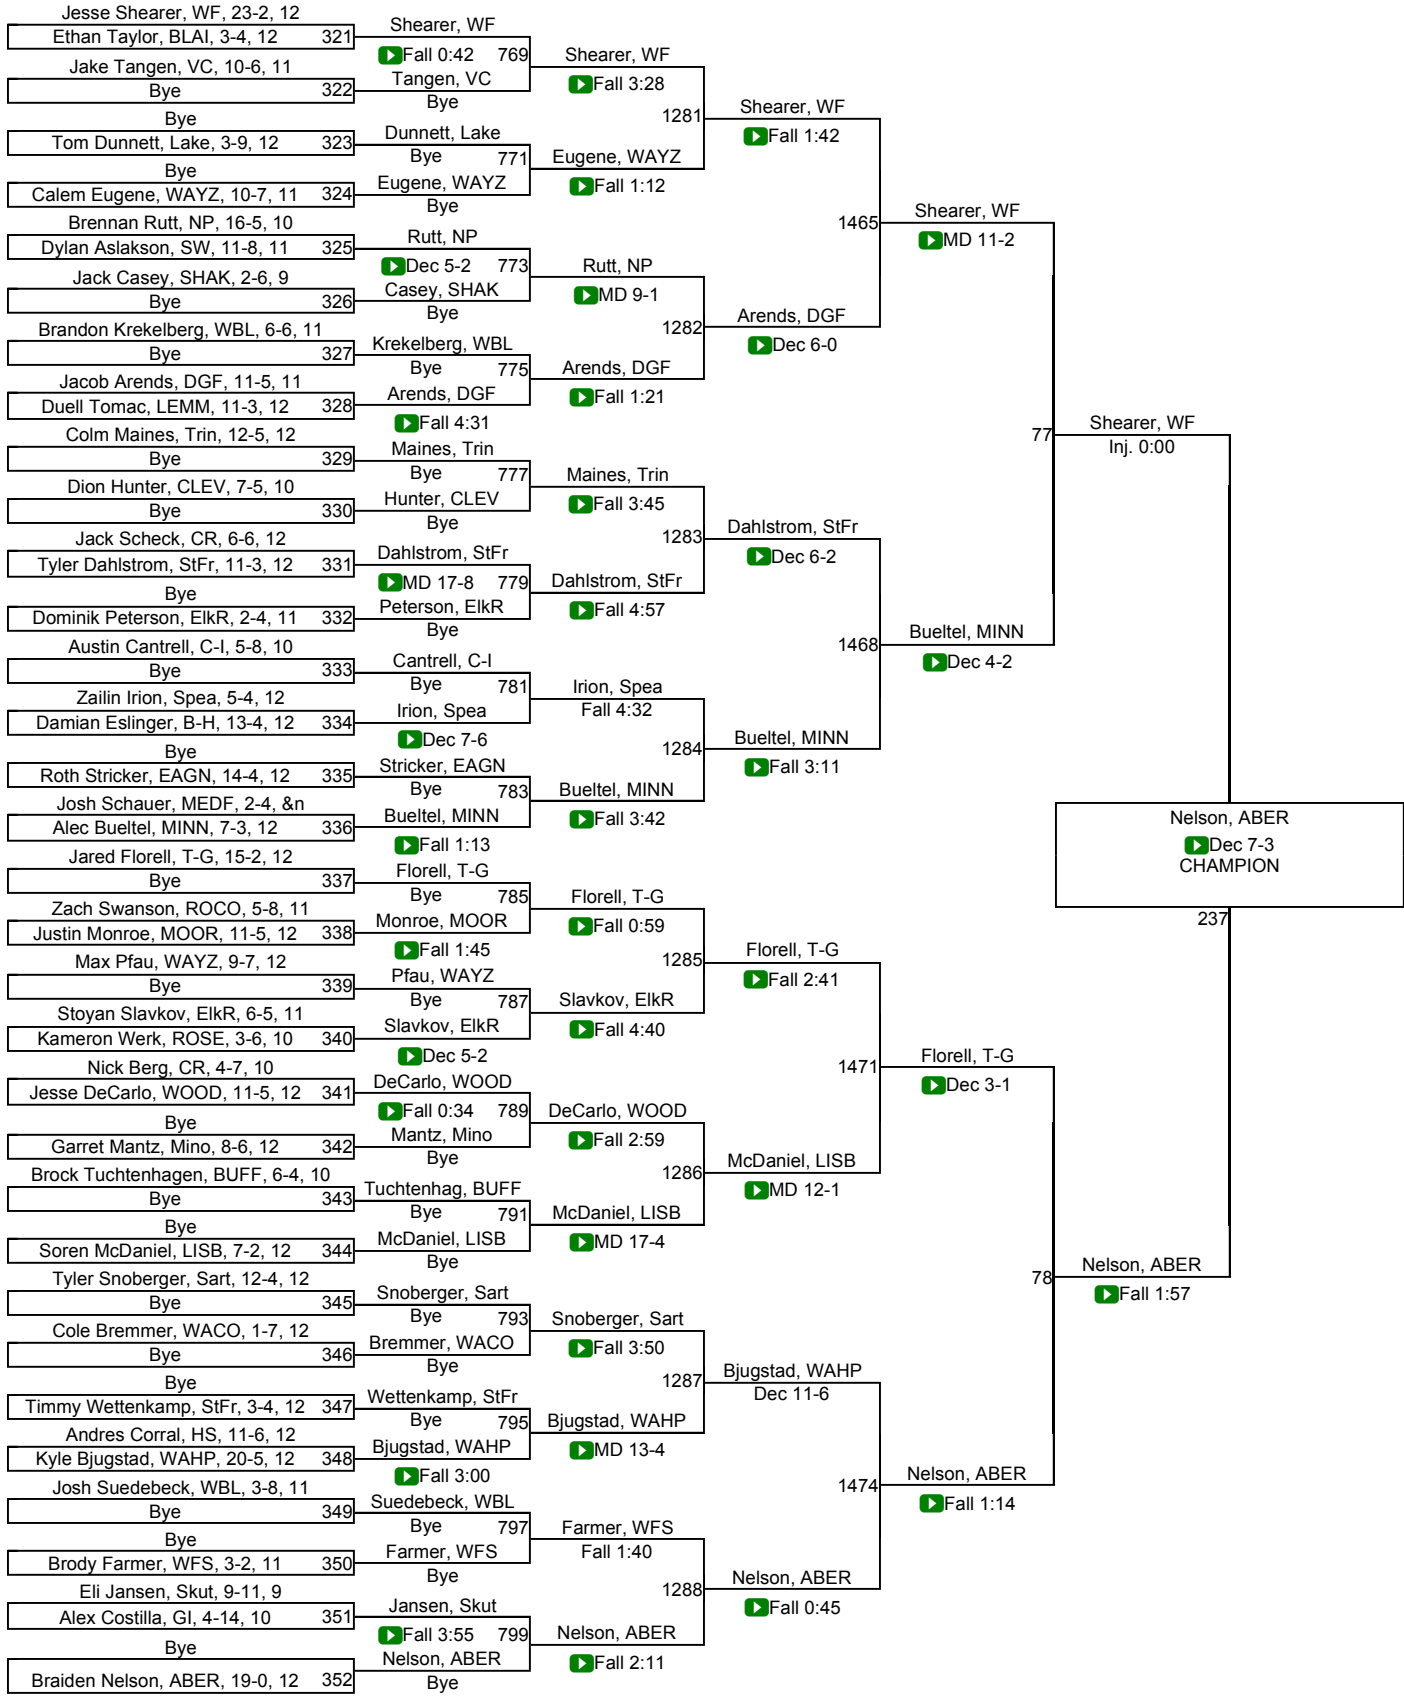 Jesse Shearer, WF, 23-2, 12
Ethan Taylor, BLAI, 3-4, 12 321
Jake Tangen, VC, 10-6, 11
Bye 322
Bye
Tom Dunnett, Lake, 3-9, 12 323
Bye
Calem Eugene, WAYZ, 10-7, 11 324
Brennan Rutt, NP, 16-5, 10
Dylan Aslakson, SW, 11-8, 11 325
Jack Casey, SHAK, 2-6, 9
Bye 326
Brandon Krekelberg, WBL, 6-6, 11
Bye 327
Jacob Arends, DGF, 11-5, 11
Duell Tomac, LEMM, 11-3, 12 328
Colm Maines, Trin, 12-5, 12
Bye 329
Dion Hunter, CLEV, 7-5, 10
Bye 330
Jack Scheck, CR, 6-6, 12
Tyler Dahlstrom, StFr, 11-3, 12 331
Bye
Dominik Peterson, ElkR, 2-4, 11 332
Austin Cantrell, C-I, 5-8, 10
Bye 333
Zailin Irion, Spea, 5-4, 12
Damian Eslinger, B-H, 13-4, 12 334
Bye
Roth Stricker, EAGN, 14-4, 12 335
Josh Schauer, MEDF, 2-4, &n
Alec Bueltel, MINN, 7-3, 12 336
Jared Florell, T-G, 15-2, 12
Bye 337
Zach Swanson, ROCO, 5-8, 11
Justin Monroe, MOOR, 11-5, 12 338
Max Pfau, WAYZ, 9-7, 12
Bye 339
Stoyan Slavkov, ElkR, 6-5, 11
Kameron Werk, ROSE, 3-6, 10 340
Nick Berg, CR, 4-7, 10
Jesse DeCarlo, WOOD, 11-5, 12 341
Bye
Garret Mantz, Mino, 8-6, 12 342
Brock Tuchtenhagen, BUFF, 6-4, 10
Bye 343
Bye
Soren McDaniel, LISB, 7-2, 12 344
Tyler Snoberger, Sart, 12-4, 12
Bye 345
Cole Bremmer, WACO, 1-7, 12
Bye 346
Bye
Timmy Wettenkamp, StFr, 3-4, 12 347
Andres Corral, HS, 11-6, 12
Kyle Bjugstad, WAHP, 20-5, 12 348
Josh Suedebeck, WBL, 3-8, 11
Bye 349
Bye
Brody Farmer, WFS, 3-2, 11 350
Eli Jansen, Skut, 9-11, 9
Alex Costilla, GI, 4-14, 10 351
Bye
Braiden Nelson, ABER, 19-0, 12 352
Shearer, WF
Fall 0:42 769
Tangen, VC
Bye
Dunnett, Lake
Bye 771
Eugene, WAYZ
Bye
Rutt, NP
Dec 5-2 773
Casey, SHAK
Bye
Krekelberg, WBL
Bye 775
Arends, DGF
Fall 4:31
Maines, Trin
Bye 777
Hunter, CLEV
Bye
Dahlstrom, StFr
MD 17-8 779
Peterson, ElkR
Bye
Cantrell, C-I
Bye 781
Irion, Spea
Dec 7-6
Stricker, EAGN
Bye 783
Bueltel, MINN
Fall 1:13
Florell, T-G
Bye 785
Monroe, MOOR
Fall 1:45
Pfau, WAYZ
Bye 787
Slavkov, ElkR
Dec 5-2
DeCarlo, WOOD
Fall 0:34 789
Mantz, Mino
Bye
Tuchtenhag, BUFF
Bye 791
McDaniel, LISB
Bye
Snoberger, Sart
Bye 793
Bremmer, WACO
Bye
Wettenkamp, StFr
Bye 795
Bjugstad, WAHP
Fall 3:00
Suedebeck, WBL
Bye 797
Farmer, WFS
Bye
Jansen, Skut
Fall 3:55 799
Nelson, ABER
Bye
Shearer, WF
Fall 3:28
1281
Eugene, WAYZ
Fall 1:12
Rutt, NP
MD 9-1
1282
Arends, DGF
Fall 1:21
Maines, Trin
Fall 3:45
1283
Dahlstrom, StFr
Fall 4:57
Irion, Spea
Fall 4:32
1284
Bueltel, MINN
Fall 3:42
Florell, T-G
Fall 0:59
1285
Slavkov, ElkR
Fall 4:40
DeCarlo, WOOD
Fall 2:59
1286
McDaniel, LISB
MD 17-4
Snoberger, Sart
Fall 3:50
1287
Bjugstad, WAHP
MD 13-4
Farmer, WFS
Fall 1:40
1288
Nelson, ABER
Fall 2:11
Shearer, WF
Fall 1:42
1465
Arends, DGF
Dec 6-0
Dahlstrom, StFr
Dec 6-2
1468
Bueltel, MINN
Fall 3:11
Florell, T-G
Fall 2:41
1471
McDaniel, LISB
MD 12-1
Bjugstad, WAHP
Dec 11-6
1474
Nelson, ABER
Fall 0:45
Shearer, WF
MD 11-2
77
Bueltel, MINN
Dec 4-2
Florell, T-G
Dec 3-1
78
Nelson, ABER
Fall 1:14
Shearer, WF
Inj. 0:00
Nelson, ABER
Dec 7-3
CHAMPION
237
Nelson, ABER
Fall 1:57